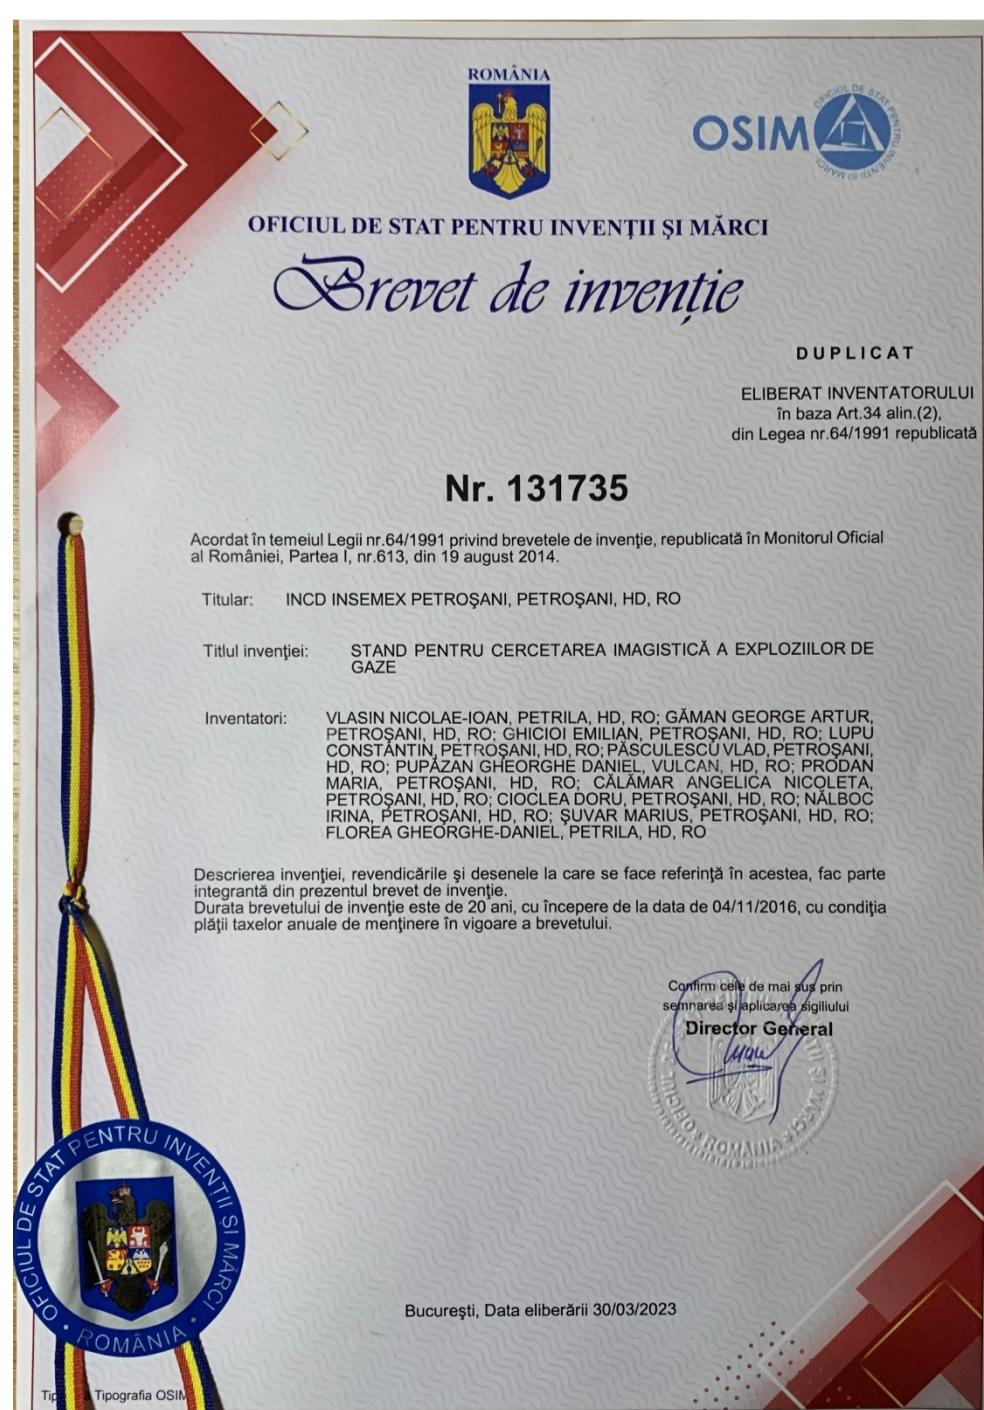 ROMÂNIA
OSIM
OFICIUL DE STAT PENTRU INVENȚII ȘI MĂRCI
OFICIUL DE STAT PENTRU INVENŢII ŞI MĂRCI
Brevet de invenţie
DUPLICAT
ELIBERAT INVENTATORULUI
în baza Art.34 alin.(2),
din Legea nr.64/1991 republicată
Nr. 131735
Acordat în temeiul Legii nr.64/1991 privind brevetele de invenţie, republicată în Monitorul Oficial
al României, Partea I, nr.613, din 19 august 2014.
Titular: INCD INSEMEX PETROŞANI, PETROŞANI, HD, RO
Titlul invenţiei: STAND PENTRU CERCETAREA IMAGISTICĂ A EXPLOZIILOR DE
GAZE
Inventatori: VLASIN NICOLAE-IOAN, PETRILA, HD, RO; GĂMAN GEORGE ARTUR,
PETROŞANI, HD, RO; GHICIOI EMILIAN, PETROŞANI, HD, RO; LUPU
CONSTANTIN, PETROŞANI, HD, RO; PĂSCULESCU VLAD, PETROŞANI,
HD, RO; PUPĂZAN GHEORGHE DANIEL, VULCAN, HD, RO; PRODAN
MARIA, PETROŞANI, HD, RO; CĂLĂMAR ANGELICA NICOLETA,
PETROŞANI, HD, RO; CIOCLEA DORU, PETROŞANI, HD, RO; NĂLBOC
IRINA, PETROŞANI, HD, RO; ŞUVAR MARIUS, PETROŞANI, HD, RO;
FLOREA GHEORGHE-DANIEL, PETRILA, HD, RO
Descrierea invenţiei, revendicările şi desenele la care se face referinţă în acestea, fac parte
integrantă din prezentul brevet de invenţie.
Durata brevetului de invenţie este de 20 ani, cu începere de la data de 04/11/2016, cu condiţia
plăţii taxelor anuale de menţinere în vigoare a brevetului.
Confirm cele de mai sus prin
semnarea şi aplicarea sigiliului
Director General
ROMÂNIA
OFICIUL DE STAT PENTRU INVENȚII ȘI MĂRCI
ROMÂNIA
Bucureşti, Data eliberării 30/03/2023
Tipografia OSIM